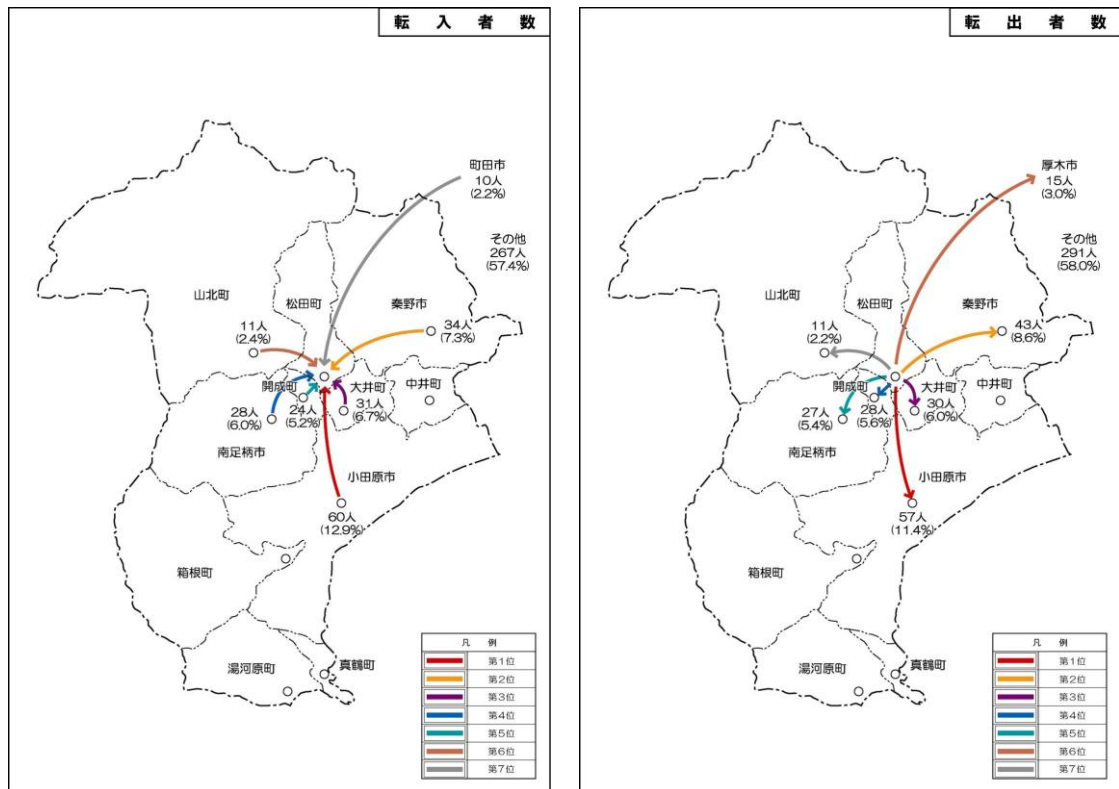 転入者数
町田市
10人
(2.2%)
その他
267人
(57.4%)
山北町
松田町
秦野市
11人
(2.4%)
34人
(7.3%)
開成町
大井町
中井町
28人
(6.0%)
24人
(5.2%)
31人
(6.7%)
南足柄市
小田原市
60人
(12.9%)
箱根町
湯河原町
真鶴町
凡例
第1位
第2位
第3位
第4位
第5位
第6位
第7位
転出者数
厚木市
15人
(3.0%)
その他
291人
(58.0%)
山北町
松田町
秦野市
11人
(2.2%)
43人
(8.6%)
開成町
大井町
中井町
27人
(5.4%)
28人
(5.6%)
30人
(6.0%)
南足柄市
小田原市
57人
(11.4%)
箱根町
湯河原町
真鶴町
凡例
第1位
第2位
第3位
第4位
第5位
第6位
第7位